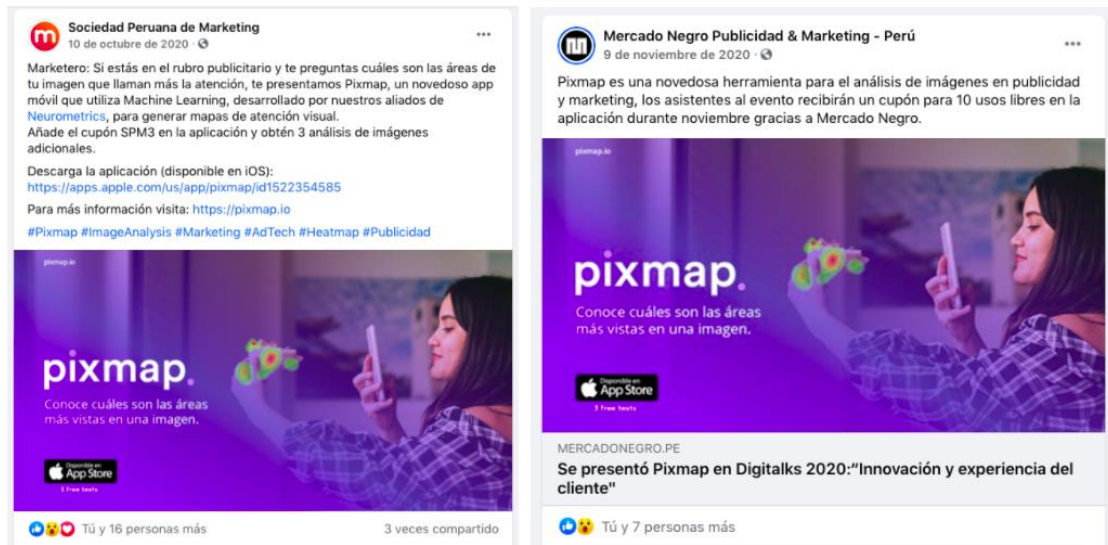 Sociedad Peruana de Marketing
10 de octubre de 2020 ·
Marketero: Si estás en el rubro publicitario y te preguntas cuáles son las áreas de
tu imagen que llaman más la atención, te presentamos Pixmap, un novedoso app
móvil que utiliza Machine Learning, desarrollado por nuestros aliados de
Neurometrics, para generar mapas de atención visual.
Añade el cupón SPM3 en la aplicación y obtén 3 análisis de imágenes
adicionales.
Descarga la aplicación (disponible en iOS):
https://apps.apple.com/us/app/pixmap/id1522354585
Para más información visita: https://pixmap.io
#Pixmap #ImageAnalysis #Marketing #AdTech #Heatmap #Publicidad
pixmap.io
pixmap.
Conoce cuáles son las áreas
más vistas en una imagen.
Disponible en
App Store
3 free tests
Tú y 16 personas más
3 veces compartido
Mercado Negro Publicidad & Marketing - Perú
9 de noviembre de 2020 ·
Pixmap es una novedosa herramienta para el análisis de imágenes en publicidad
y marketing, los asistentes al evento recibirán un cupón para 10 usos libres en la
aplicación durante noviembre gracias a Mercado Negro.
pixmap.io
pixmap.
Conoce cuáles son las áreas
más vistas en una imagen.
Disponible en
App Store
3 free tests
MERCADONEGRO.PE
Se presentó Pixmap en Digitalks 2020:“Innovación y experiencia del
cliente"
Tú y 7 personas más